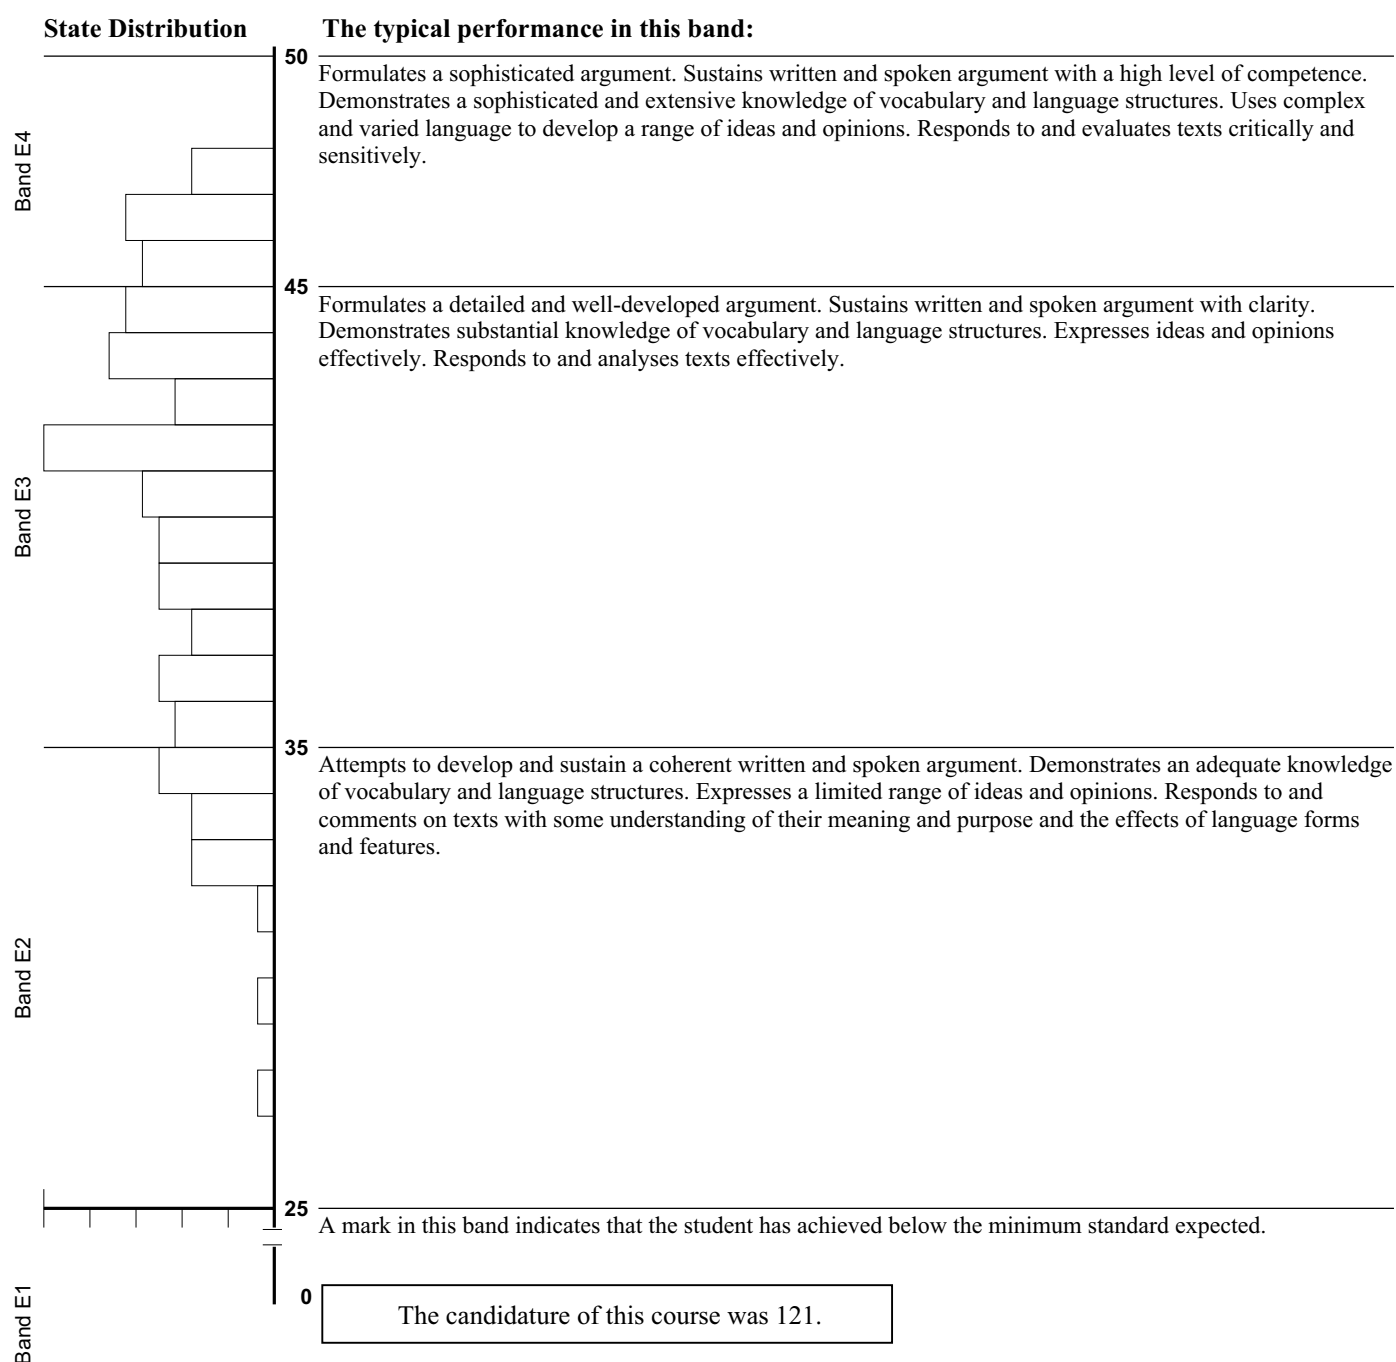 State Distribution
The typical performance in this band:
50
Formulates a sophisticated argument. Sustains written and spoken argument with a high level of competence.
Demonstrates a sophisticated and extensive knowledge of vocabulary and language structures. Uses complex
and varied language to develop a range of ideas and opinions. Responds to and evaluates texts critically and
sensitively.
Band E4
45
Formulates a detailed and well-developed argument. Sustains written and spoken argument with clarity.
Demonstrates substantial knowledge of vocabulary and language structures. Expresses ideas and opinions
effectively. Responds to and analyses texts effectively.
Band E3
35
Attempts to develop and sustain a coherent written and spoken argument. Demonstrates an adequate knowledge
of vocabulary and language structures. Expresses a limited range of ideas and opinions. Responds to and
comments on texts with some understanding of their meaning and purpose and the effects of language forms
and features.
Band E2
25
A mark in this band indicates that the student has achieved below the minimum standard expected.
0
Band E1
The candidature of this course was 121.